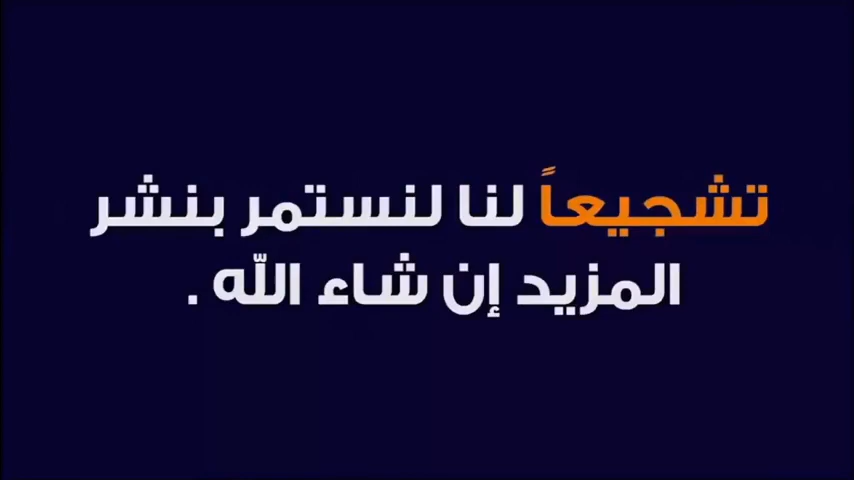 تشجيعاً لنا لنستمر بنشر
المزيد إن شاء الله .